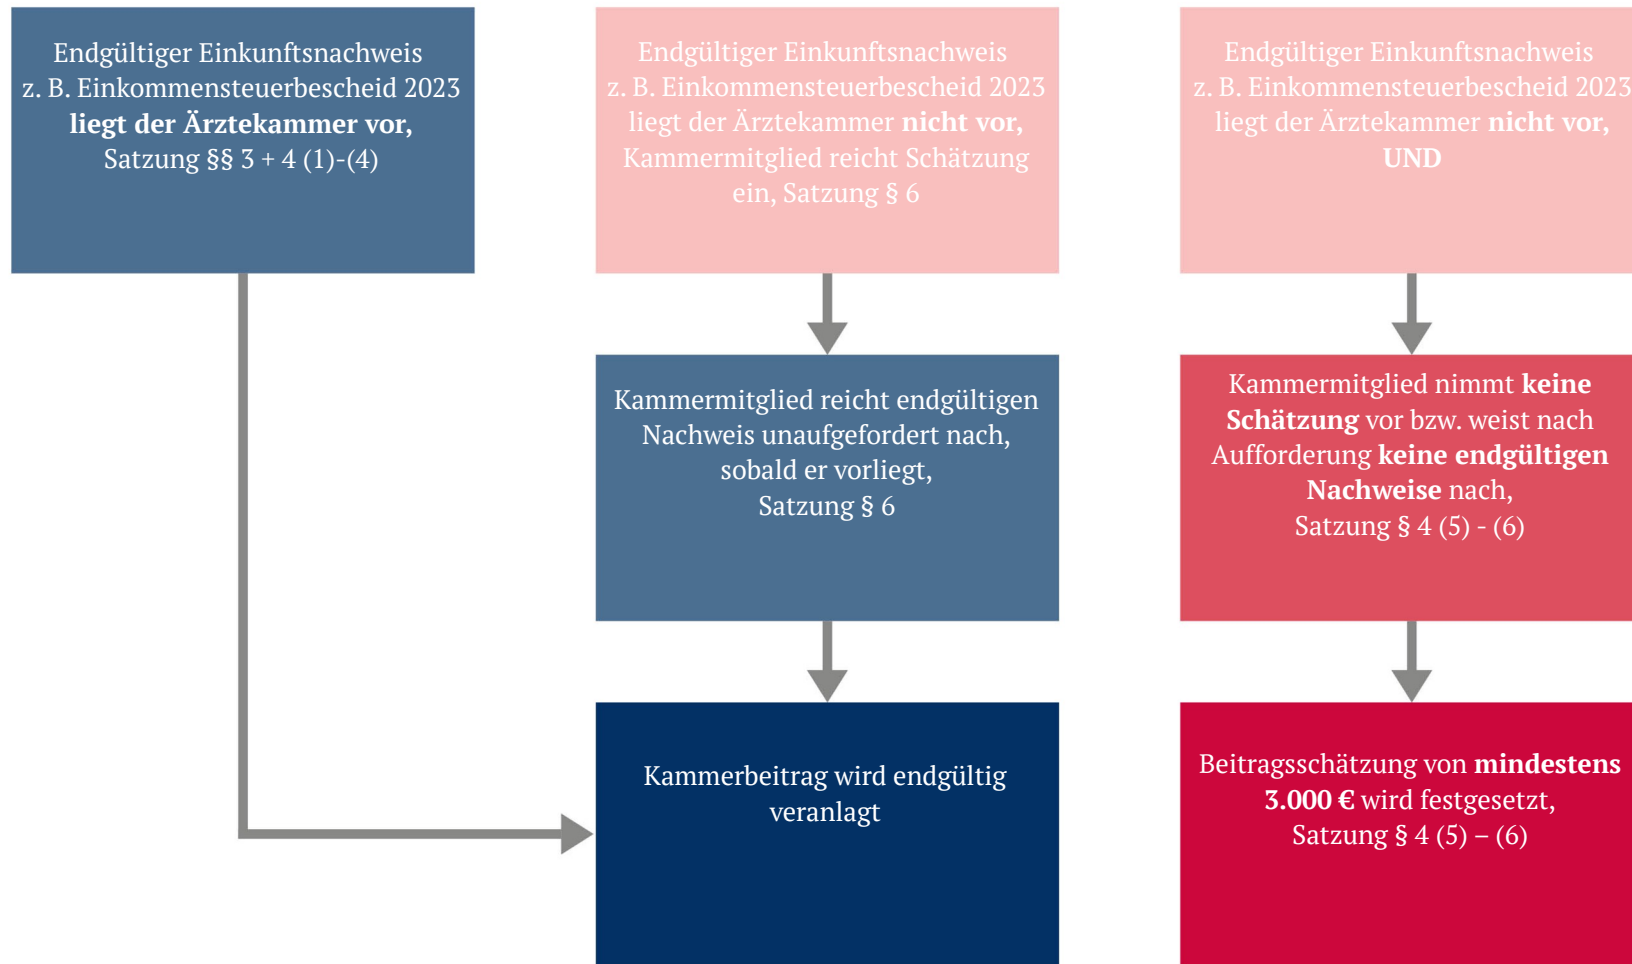 Endgültiger Einkunftsnachweis
z. B. Einkommensteuerbescheid 2023
liegt der Ärztekammer vor,
Satzung §§ 3 + 4 (1)-(4)
Endgültiger Einkunftsnachweis
z. B. Einkommensteuerbescheid 2023
liegt der Ärztekammer nicht vor,
Kammermitglied reicht Schätzung
ein, Satzung § 6
Endgültiger Einkunftsnachweis
z. B. Einkommensteuerbescheid 2023
liegt der Ärztekammer nicht vor,
UND
Kammermitglied reicht endgültigen
Nachweis unaufgefordert nach,
sobald er vorliegt,
Satzung § 6
Kammermitglied nimmt keine
Schätzung vor bzw. weist nach
Aufforderung keine endgültigen
Nachweise nach,
Satzung § 4 (5) - (6)
Kammerbeitrag wird endgültig
veranlagt
Beitragsschätzung von mindestens
3.000 € wird festgesetzt,
Satzung § 4 (5) – (6)